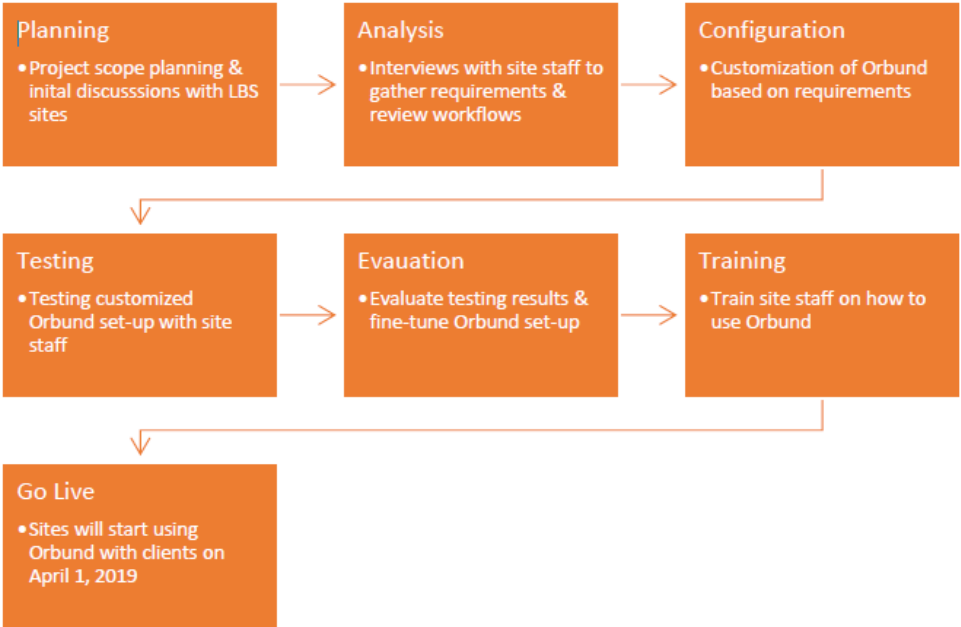 Planning
•Project scope planning &
inital discusssions with LBS
sites
Analysis
•Interviews with site staff to
gather requirements &
review workflows
Configuration
•Customization of Orbund
based on requirements
Testing
•Testing customized
Orbund set-up with site
staff
Evauation
•Evaluate testing results &
fine-tune Orbund set-up
Training
•Train site staff on how to
use Orbund
Go Live
•Sites will start using
Orbund with clients on
April 1, 2019